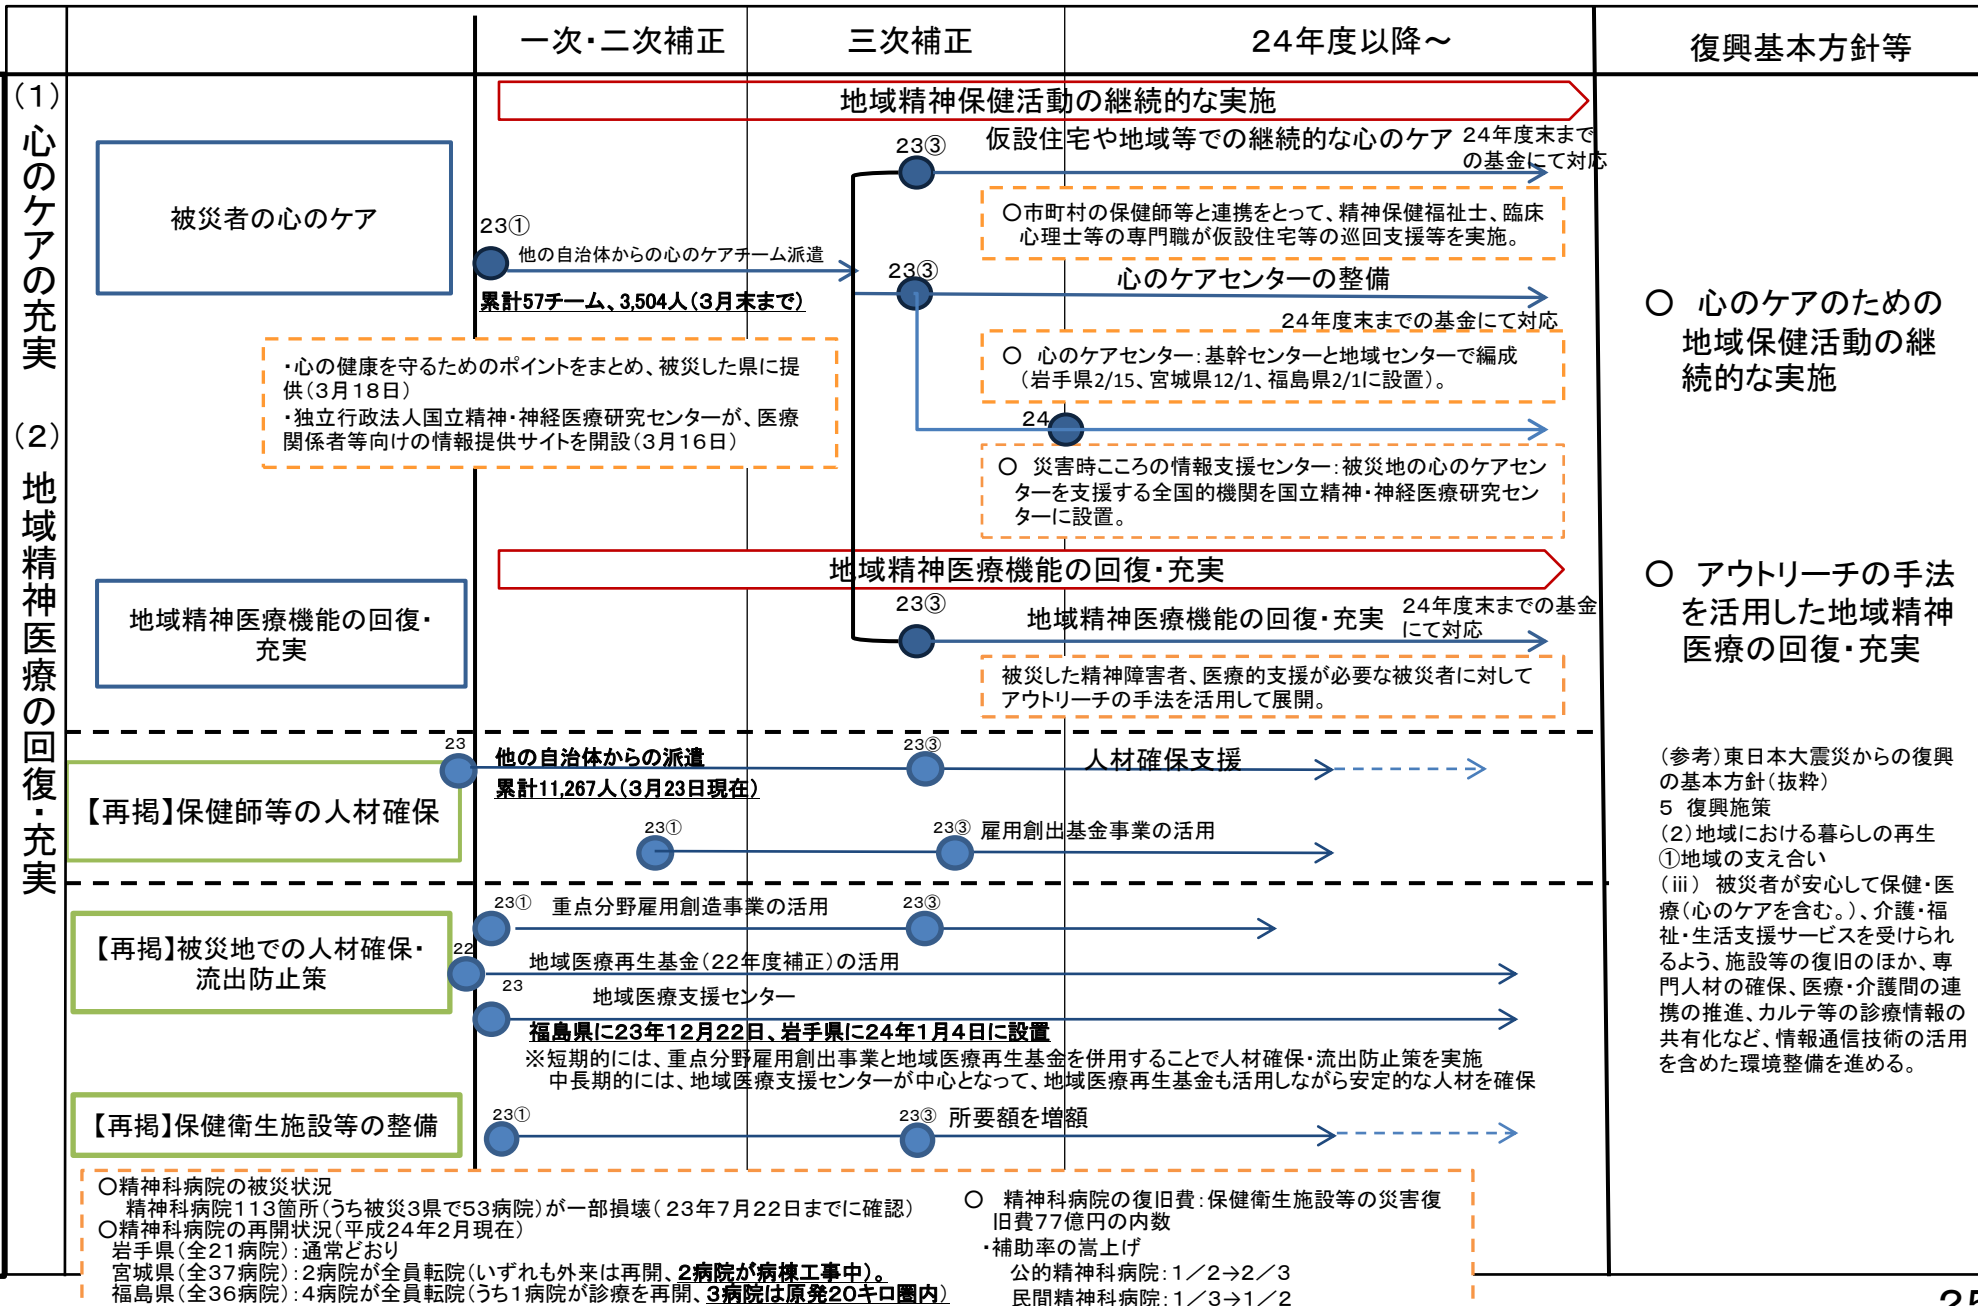 一次・二次補正
三次補正
24年度以降～
復興基本方針等
(1)心のケアの充実
(2)地域精神医療の回復・充実
地域精神保健活動の継続的な実施
被災者の心のケア
23①
他の自治体からの心のケアチーム派遣
累計57チーム、3,504人(3月末まで)
・心の健康を守るためのポイントをまとめ、被災した県に提
供(3月18日)
・独立行政法人国立精神・神経医療研究センターが、医療
関係者等向けの情報提供サイトを開設(3月16日)
23③
仮設住宅や地域等での継続的な心のケア
24年度末まで
の基金にて対応
○市町村の保健師等と連携をとって、精神保健福祉士、臨床
心理士等の専門職が仮設住宅等の巡回支援等を実施。
23③
心のケアセンターの整備
24年度末までの基金にて対応
○ 心のケアセンター:基幹センターと地域センターで編成
(岩手県2/15、宮城県12/1、福島県2/1に設置)。
24
○ 災害時こころの情報支援センター:被災地の心のケアセン
ターを支援する全国的機関を国立精神・神経医療研究セン
ターに設置。
地域精神医療機能の回復・充実
地域精神医療機能の回復・
充実
23③
地域精神医療機能の回復・充実
24年度末までの基金
にて対応
被災した精神障害者、医療的支援が必要な被災者に対して
アウトリーチの手法を活用して展開。
【再掲】保健師等の人材確保
23
他の自治体からの派遣
累計11,267人(3月23日現在)
23③
人材確保支援
23①
23③
雇用創出基金事業の活用
【再掲】被災地での人材確保・
流出防止策
23①
重点分野雇用創造事業の活用
23③
22
地域医療再生基金(22年度補正)の活用
23
地域医療支援センター
福島県に23年12月22日、岩手県に24年1月4日に設置
※短期的には、重点分野雇用創出事業と地域医療再生基金を併用することで人材確保・流出防止策を実施
中長期的には、地域医療支援センターが中心となって、地域医療再生基金も活用しながら安定的な人材を確保
【再掲】保健衛生施設等の整備
23①
23③
所要額を増額
○精神科病院の被災状況
精神科病院113箇所(うち被災3県で53病院)が一部損壊(23年7月22日までに確認)
○精神科病院の再開状況(平成24年2月現在)
岩手県(全21病院):通常どおり
宮城県(全37病院):2病院が全員転院(いずれも外来は再開、2病院が病棟工事中)。
福島県(全36病院):4病院が全員転院(うち1病院が診療を再開、3病院は原発20キロ圏内)
○ 精神科病院の復旧費:保健衛生施設等の災害復
旧費77億円の内数
・補助率の嵩上げ
公的精神科病院:1/2→2/3
民間精神科病院:1/3→1/2
○ 心のケアのための
地域保健活動の継
続的な実施
○ アウトリーチの手法
を活用した地域精神
医療の回復・充実
(参考)東日本大震災からの復興
の基本方針(抜粋)
5 復興施策
(2)地域における暮らしの再生
①地域の支え合い
(ⅲ) 被災者が安心して保健・医
療(心のケアを含む。)、介護・福
祉・生活支援サービスを受けられ
るよう、施設等の復旧のほか、専
門人材の確保、医療・介護間の連
携の推進、カルテ等の診療情報の
共有化など、情報通信技術の活用
を含めた環境整備を進める。
25